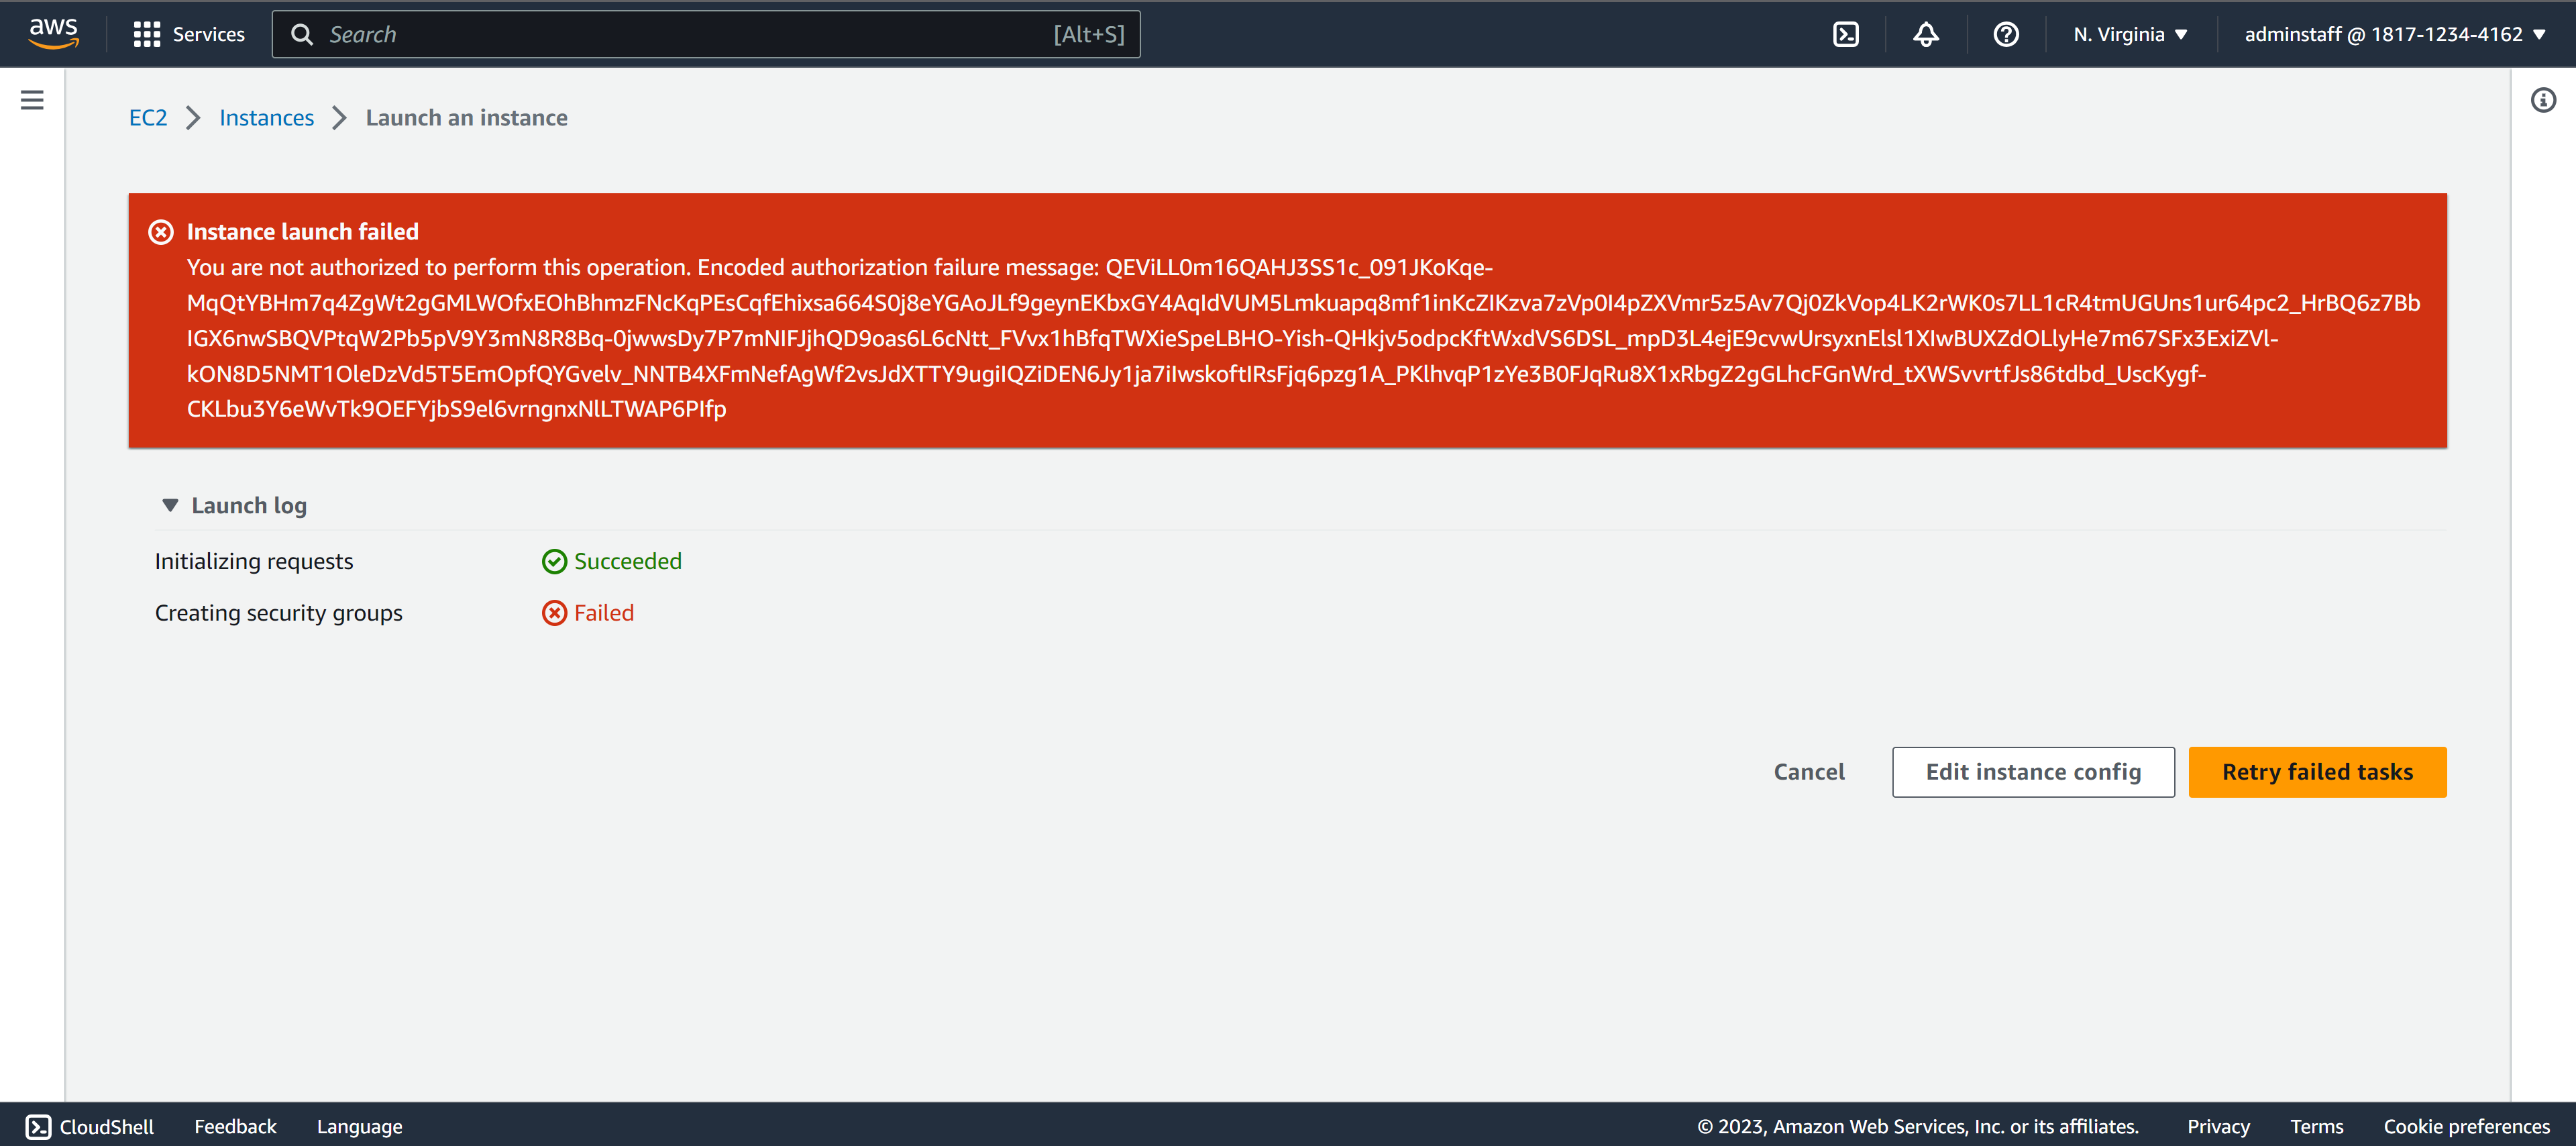 aws Services Search [Alt+S] N. Virginia adminstaff @ 1817-1234-4162
EC2 Instances Launch an instance
Instance launch failed
You are not authorized to perform this operation. Encoded authorization failure message: QEViLL0m16QAHJ3SS1c_091JKoKqe-
MqQtYBHm7q4ZgWt2gGMLWOfxEOhBhmzFNcKqPEsCqfEhixsa664S0j8eYGAoJLf9geynEKbxGY4AqIdVUM5Lmkuapq8mf1inKcZIKzva7zVp0I4pZXVmr5z5Av7Qj0ZkVop4LK2rWK0s7LL1cR4tmUGUns1ur64pc2_HrBQ6z7Bb
IGX6nwSBQVPtqW2Pb5pV9Y3mN8R8Bq-0jwwsDy7P7mNIFJjhQD9oas6L6cNtt_FVvx1hBfqTWXieSpeLBHO-Yish-QHkjv5odpcKftWxdVS6DSL_mpD3L4ejE9cvwUrsyxnElsl1XIwBUXZdOLlyHe7m67SFx3ExiZVl-
kON8D5NMT1OleDzVd5T5EmOpfQYGvelv_NNTB4XFmNefAgWf2vsJdXTTY9ugiIQZiDEN6Jy1ja7iIwskoftIRsFjq6pzg1A_PKlhvqP1zYe3B0FJqRu8X1xRbgZ2gGLhcFGnWrd_tXWSvvrtfJs86tdbd_UscKygf-
CKLbu3Y6eWvTk9OEFYjbS9el6vrngnxNlLTWAP6PIfp
Launch log
Initializing requests Succeeded
Creating security groups Failed
Cancel Edit instance config Retry failed tasks
CloudShell Feedback Language © 2023, Amazon Web Services, Inc. or its affiliates. Privacy Terms Cookie preferences